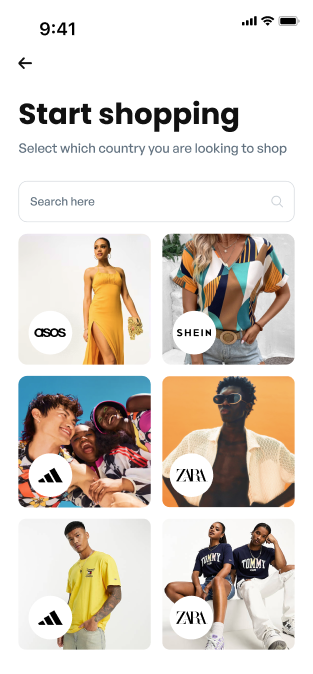 9:41
Start shopping
Select which country you are looking to shop
Search here
asos
SHEIN
ZARA
TOMMY
TOMMY
ZARA